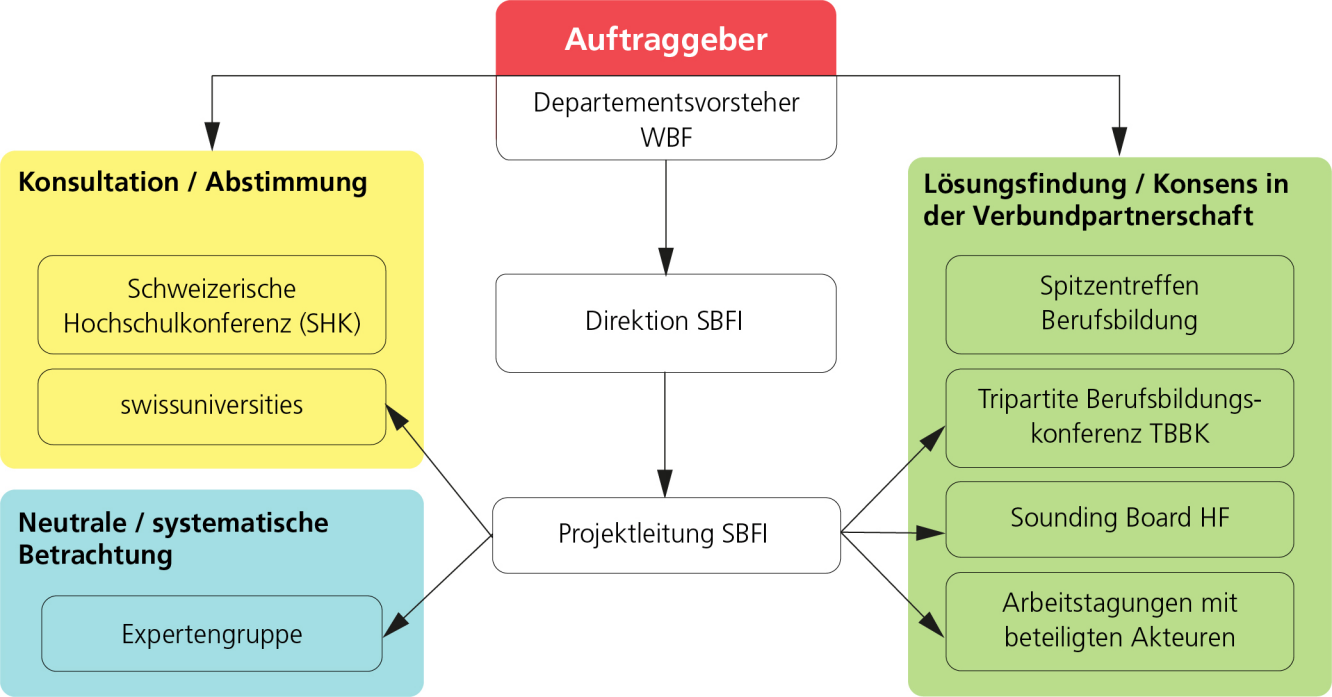 Auftraggeber
Departementsvorsteher
WBF
Konsultation / Abstimmung
Schweizerische
Hochschulkonferenz (SHK)
swissuniversities
Neutrale / systematische
Betrachtung
Expertengruppe
Direktion SBFI
Projektleitung SBFI
Lösungsfindung / Konsens in
der Verbundpartnerschaft
Spitzentreffen
Berufsbildung
Tripartite Berufsbildungs-
konferenz TBBK
Sounding Board HF
Arbeitstagungen mit
beteiligten Akteuren